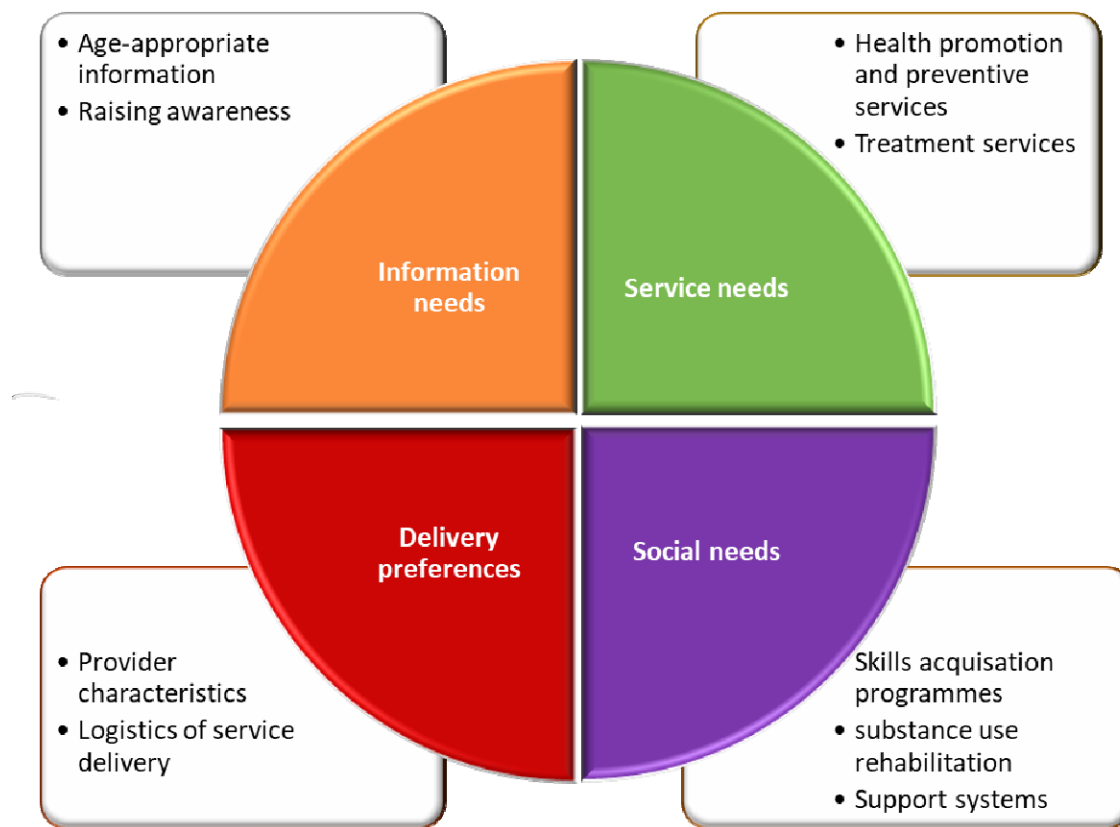 • Age-appropriate
information
• Raising awareness
• Health promotion
and preventive
services
• Treatment services
Information
needs
Service needs
Delivery
preferences
Social needs
• Provider
characteristics
• Logistics of service
delivery
Skills acquisation
programmes
• substance use
rehabilitation
• Support systems